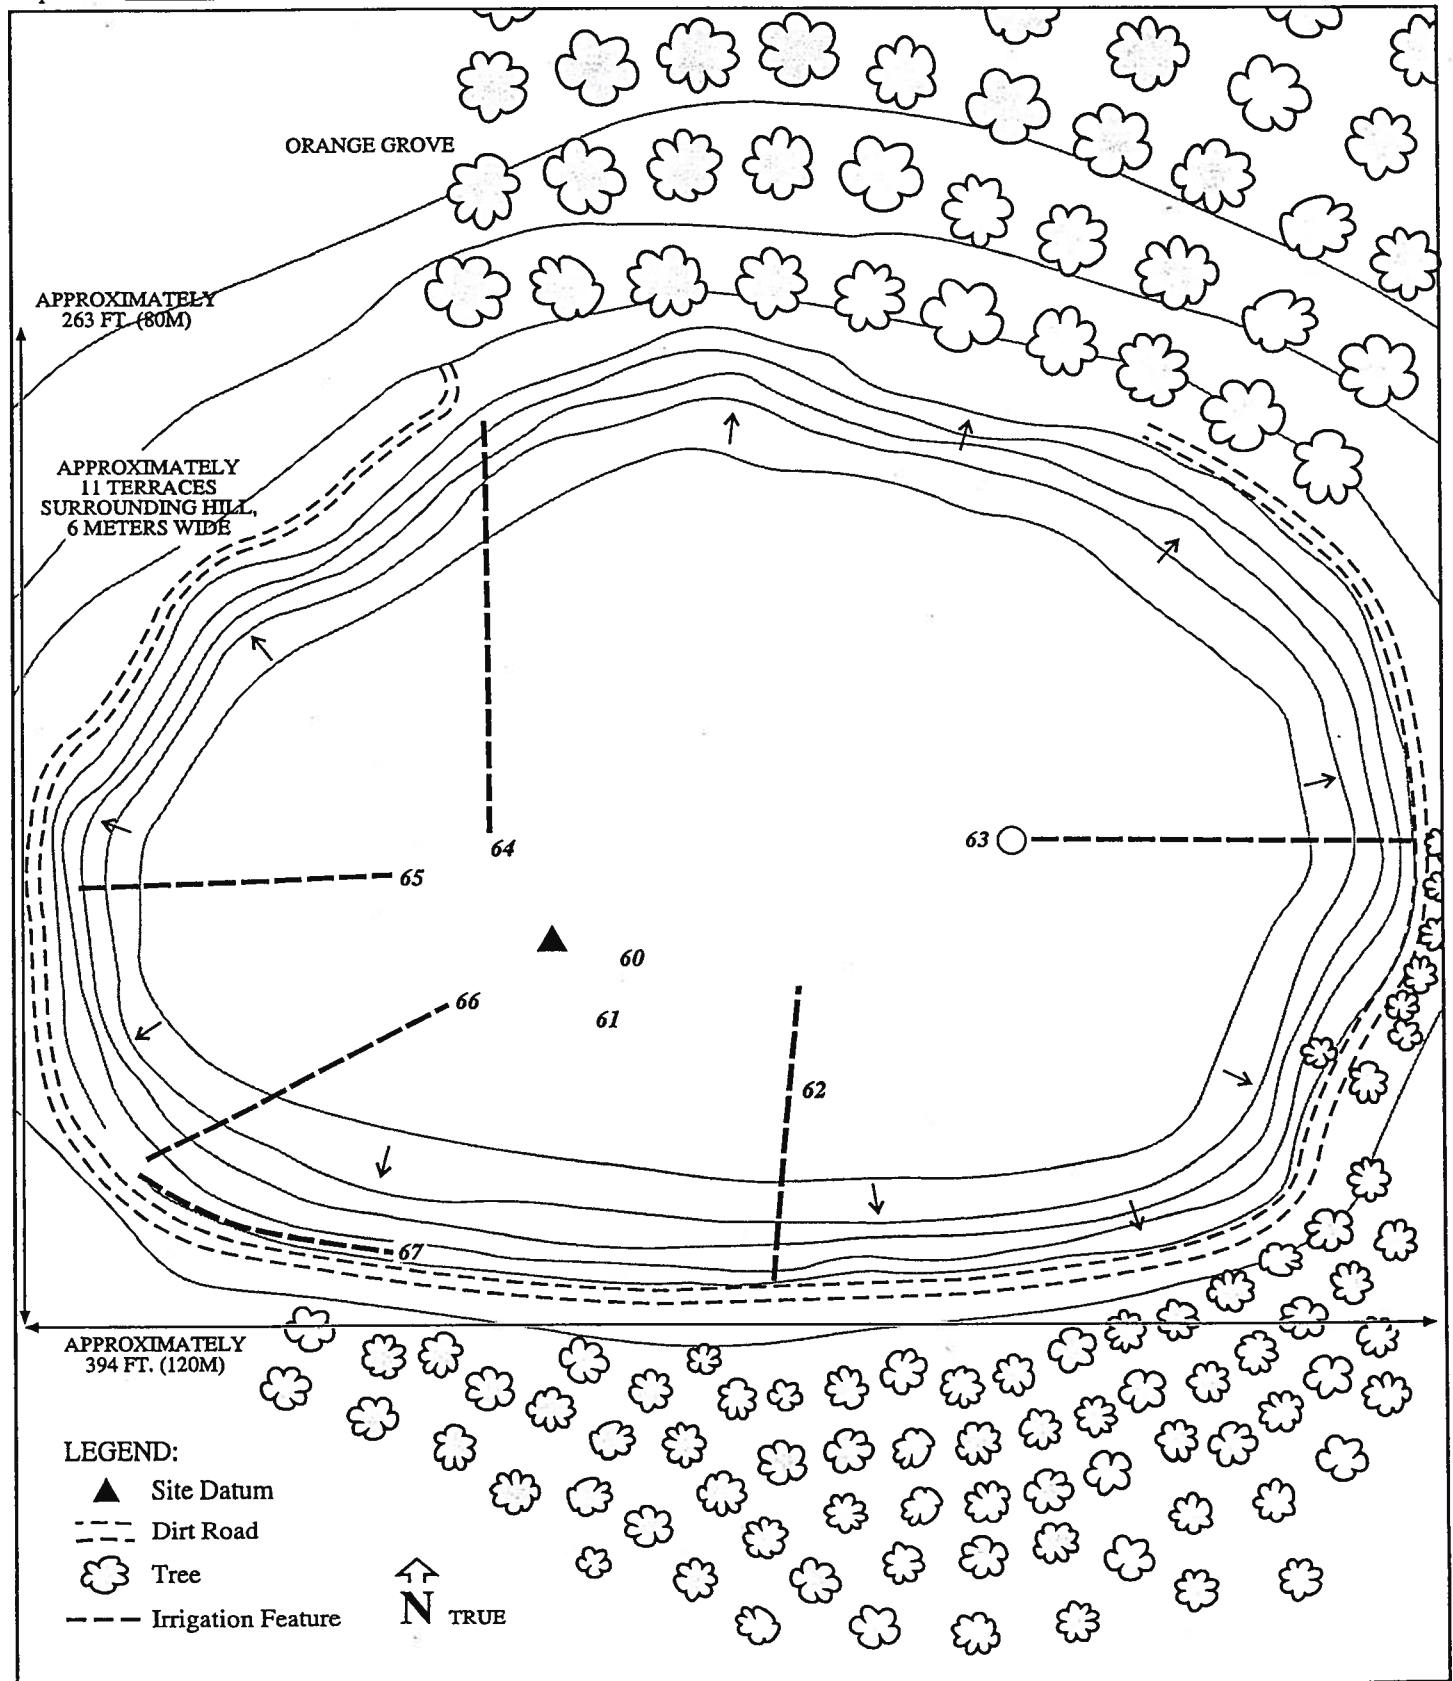 ORANGE GROVE
APPROXIMATELY
263 FT. (80M)
APPROXIMATELY
11 TERRACES
SURROUNDING HILL,
6 METERS WIDE
63
64
65
60
66
61
62
67
APPROXIMATELY
394 FT. (120M)
LEGEND:
Site Datum
Dirt Road
Tree
Irrigation Feature
N TRUE